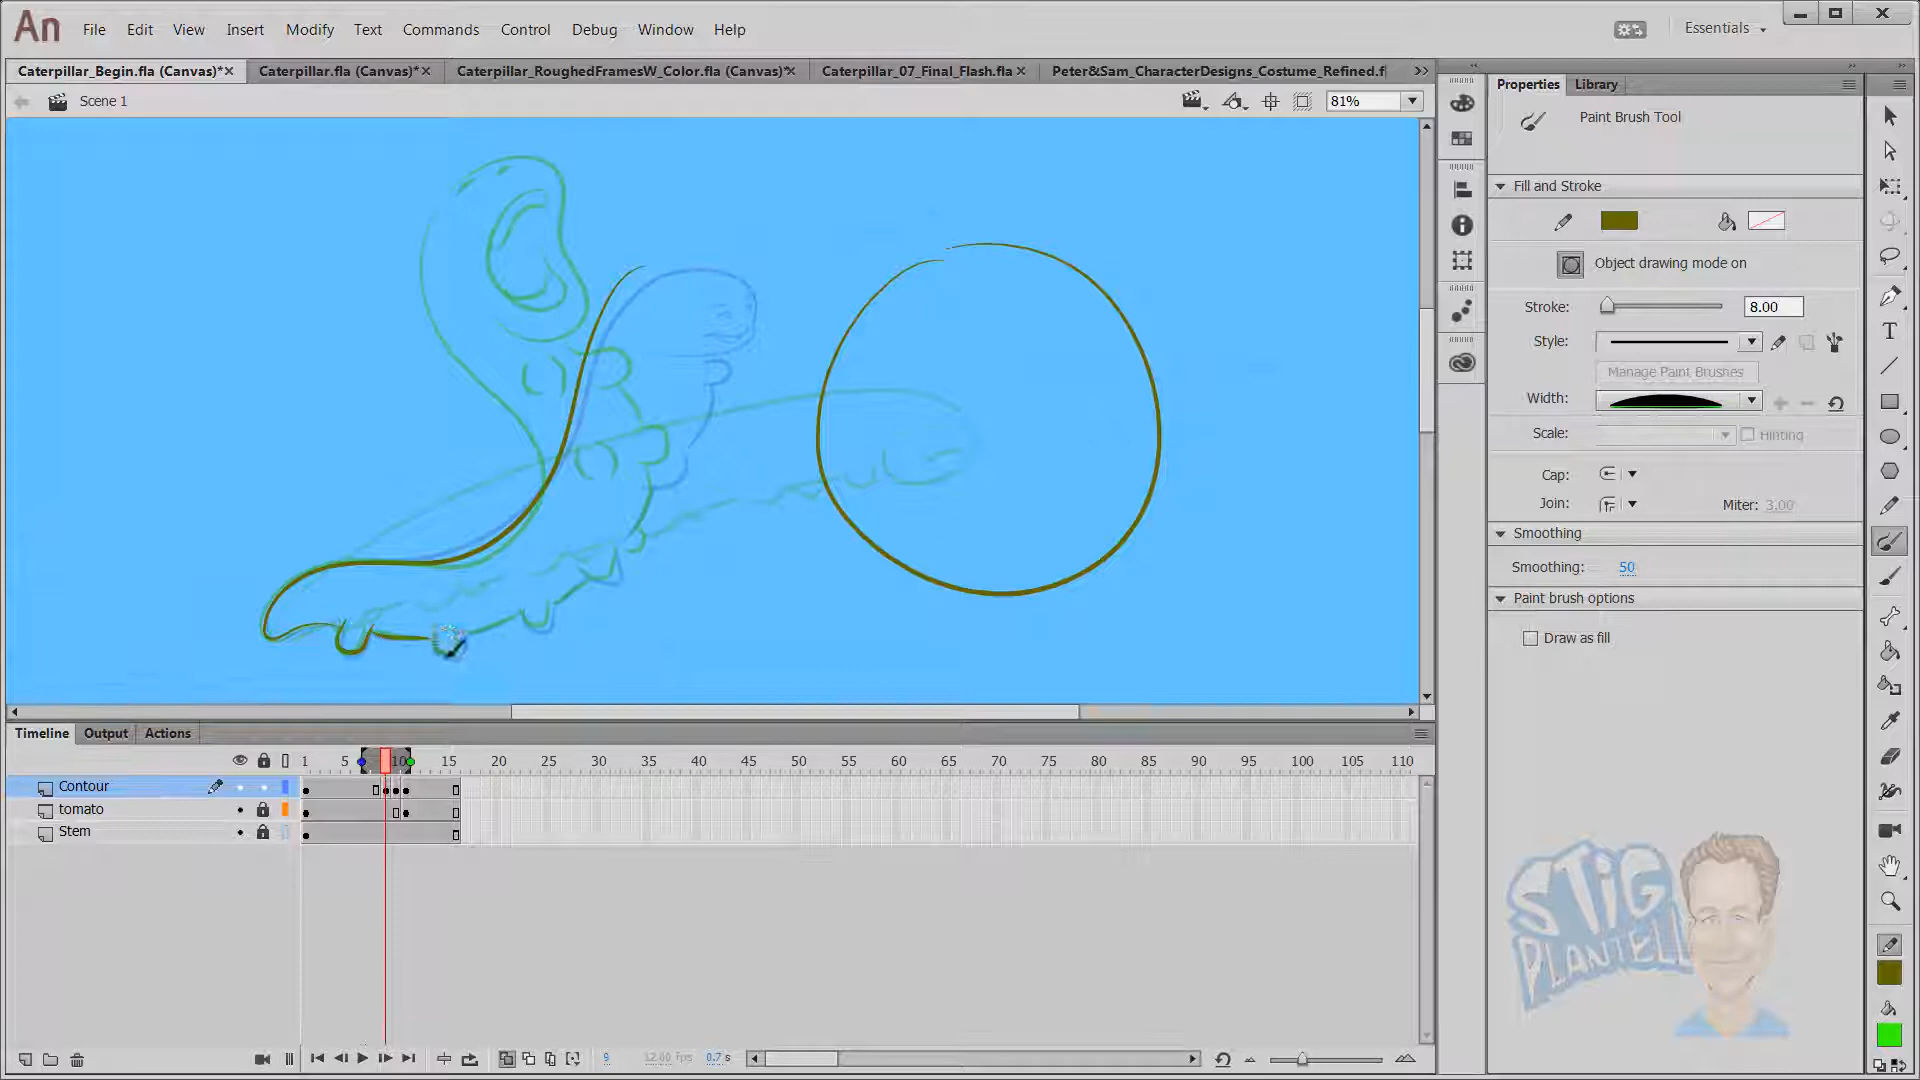 An File Edit View Insert Modify Text Commands Control Debug Window Help Essentials
Caterpillar_Begin.fla (Canvas)* Caterpillar.fla (Canvas)* Caterpillar_RoughedFramesW_Color.fla (Canvas)* Caterpillar_07_Final_Flash.fla Peter&Sam_CharacterDesigns_Costume_Refined.f
Scene 1 81%
Properties Library
Paint Brush Tool
Fill and Stroke
Object drawing mode on
Stroke: 8.00
Style:
Manage Paint Brushes
Width:
Scale: Hinting
Cap:
Join: Miter: 3.00
Smoothing
Smoothing: 50
Paint brush options
Draw as fill
Timeline Output Actions
1 5 10 15 20 25 30 35 40 45 50 55 60 65 70 75 80 85 90 95 100 105 110
Contour
tomato
Stem
9 12.00 fps 0.7 s
STiG
PLANTELL